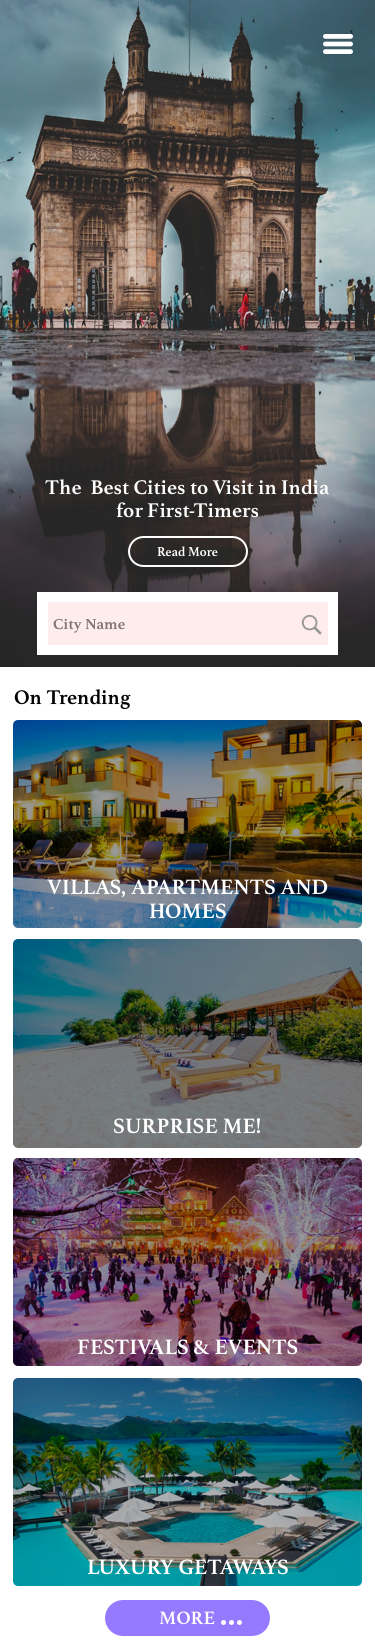 The Best Cities to Visit in India
for First-Timers
Read More
City Name
On Trending
VILLAS, APARTMENTS AND
HOMES
SURPRISE ME!
FESTIVALS & EVENTS
LUXURY GETAWAYS
MORE ...